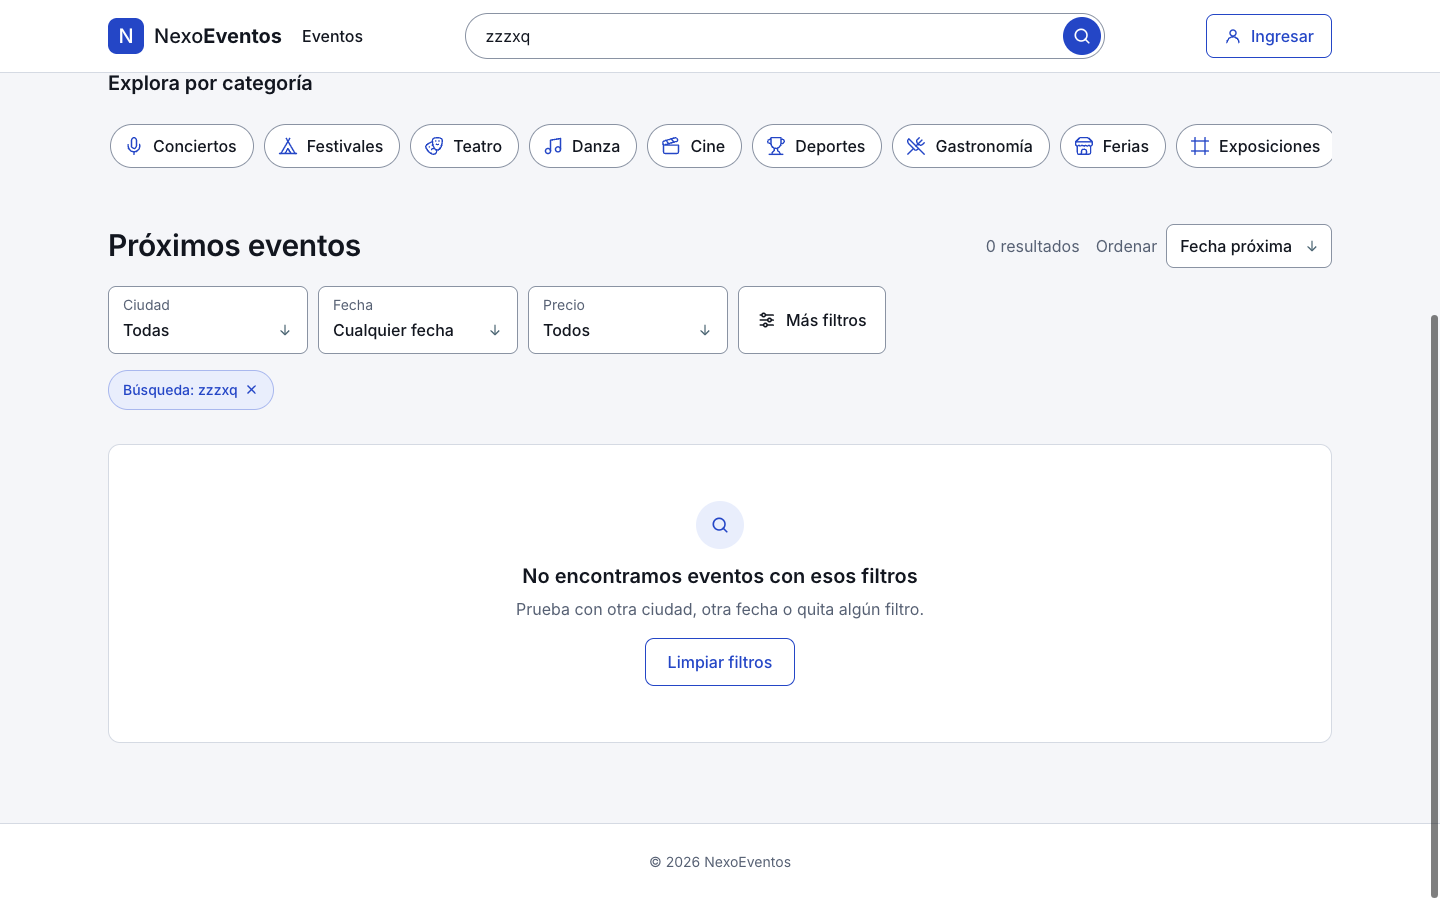 N NexoEventos Eventos zzzxq Ingresar
Explora por categoría
Conciertos Festivales Teatro Danza Cine Deportes Gastronomía Ferias Exposiciones
Próximos eventos 0 resultados Ordenar Fecha próxima
Ciudad Fecha Precio
Todas Cualquier fecha Todos Más filtros
Búsqueda: zzzxq
No encontramos eventos con esos filtros
Prueba con otra ciudad, otra fecha o quita algún filtro.
Limpiar filtros
© 2026 NexoEventos